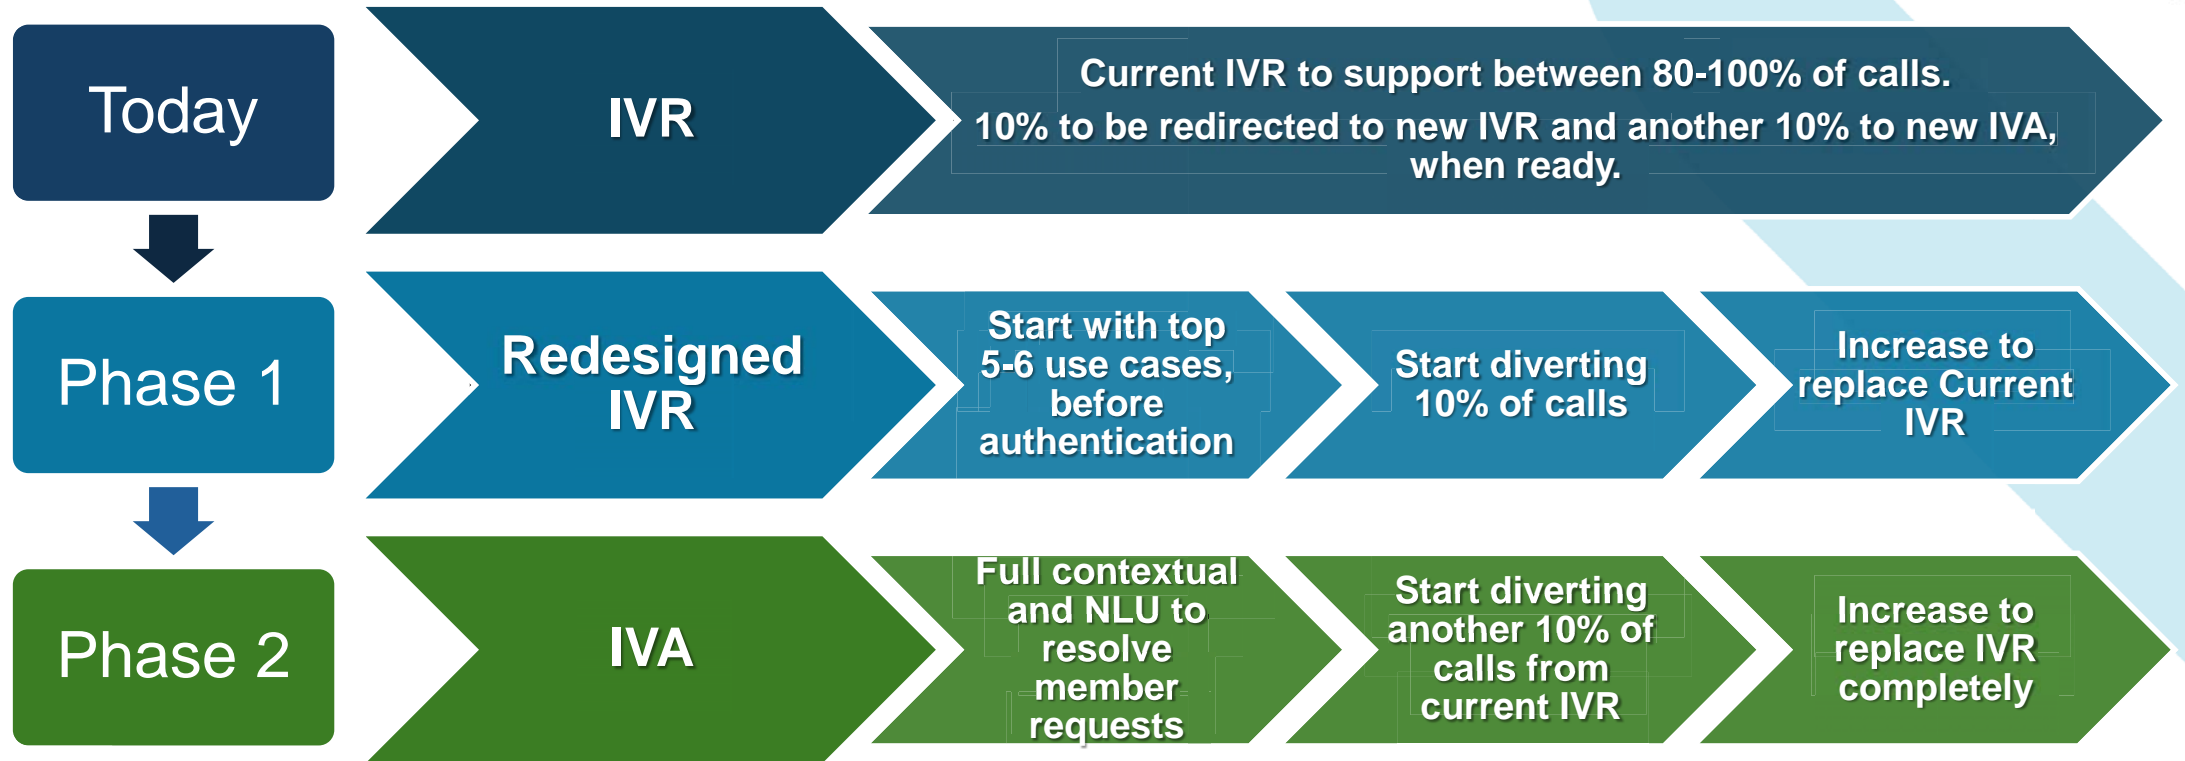 Today
IVR
Current IVR to support between 80-100% of calls.
10% to be redirected to new IVR and another 10% to new IVA,
when ready.
Phase 1
Redesigned
IVR
Start with top
5-6 use cases,
before
authentication
Start diverting
10% of calls
Increase to
replace Current
IVR
Phase 2
IVA
Full contextual
and NLU to
resolve
member
requests
Start diverting
another 10% of
calls from
current IVR
Increase to
replace IVR
completely